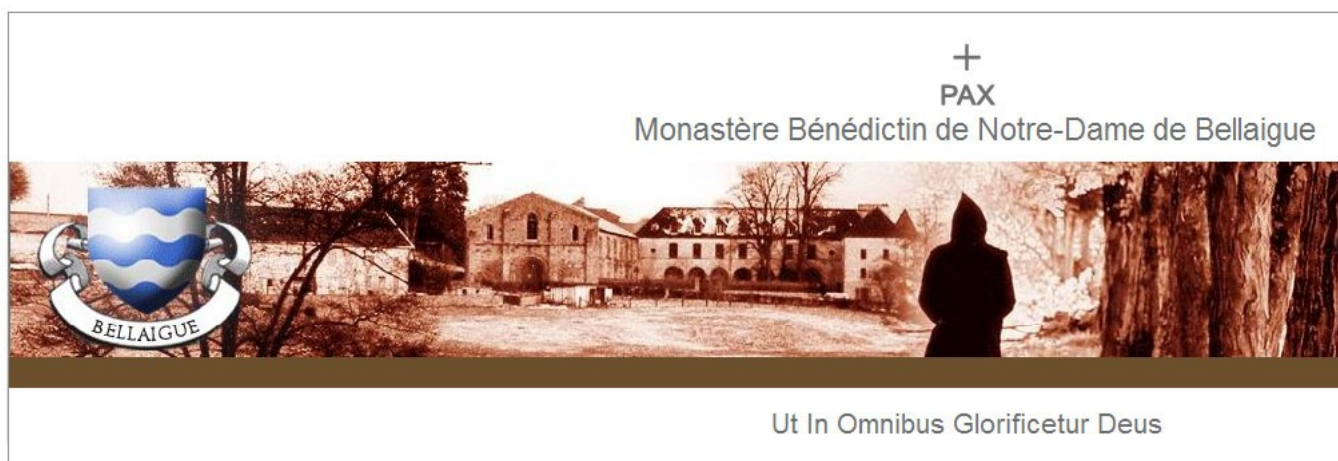 +
PAX
Monastère Bénédictin de Notre-Dame de Bellaigue
BELLAIGUE
Ut In Omnibus Glorificetur Deus